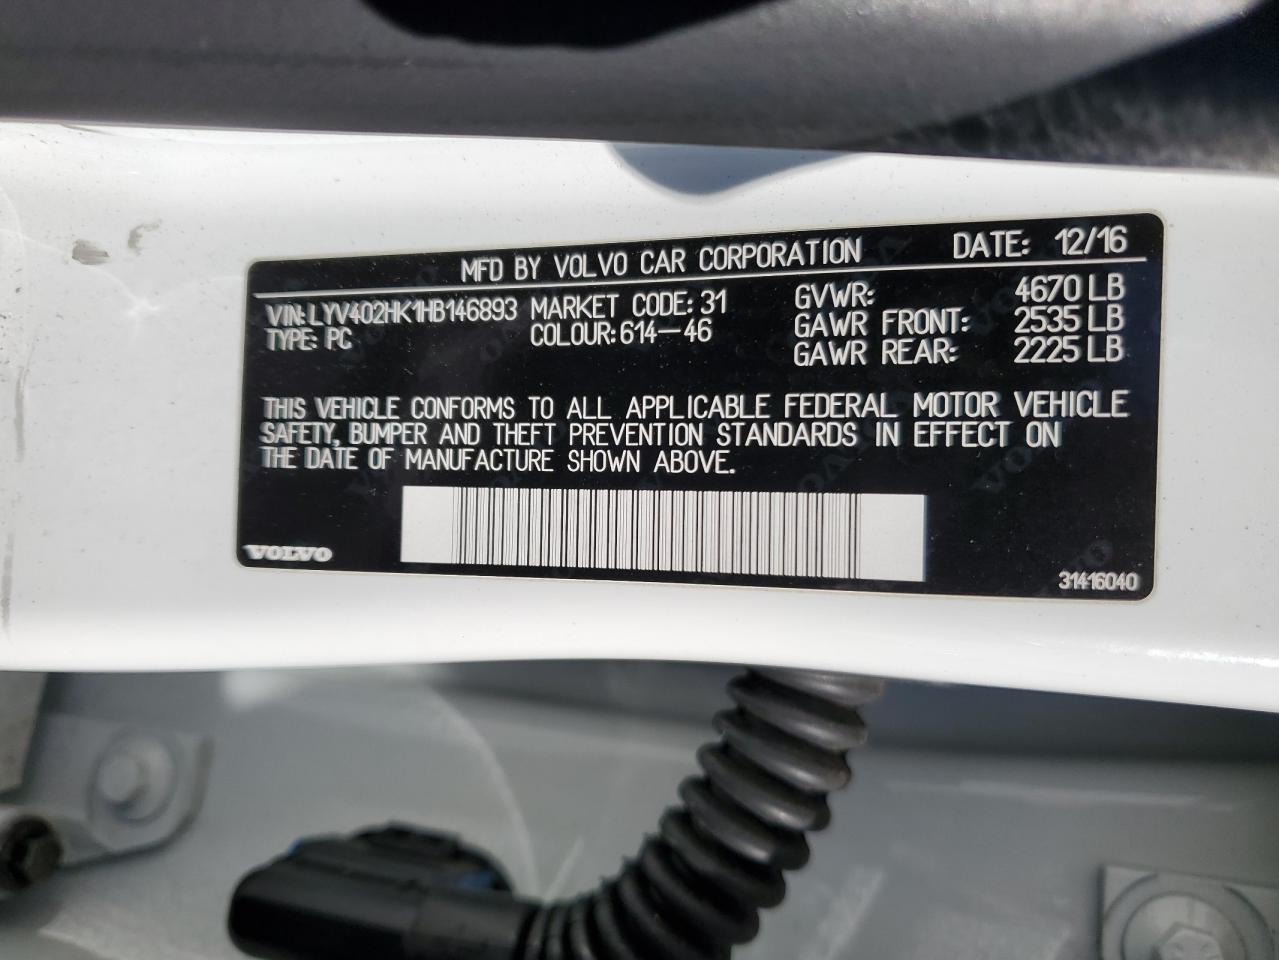 MFD BY VOLVO CAR CORPORATION DATE: 12/16
VIN: LYV402HK1HB146893 MARKET CODE: 31 GVWR: 4670 LB
TYPE: PC COLOUR: 614-46 GAWR FRONT: 2535 LB
GAWR REAR: 2225 LB
THIS VEHICLE CONFORMS TO ALL APPLICABLE FEDERAL MOTOR VEHICLE
SAFETY, BUMPER AND THEFT PREVENTION STANDARDS IN EFFECT ON
THE DATE OF MANUFACTURE SHOWN ABOVE.
VOLVO
31416040